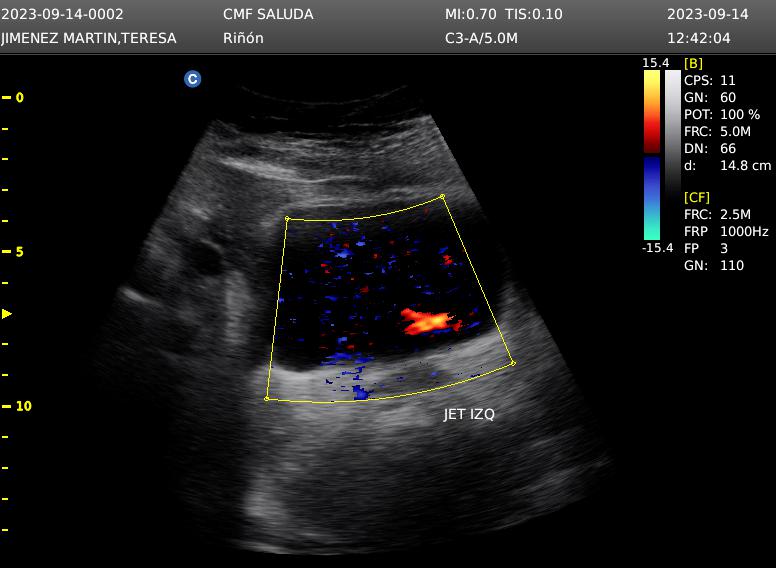 2023-09-14-0002 CMF SALUDA MI:0.70 TIS:0.10 2023-09-14
JIMENEZ MARTIN,TERESA Riñón C3-A/5.0M 12:42:04
C
15.4 [B]
CPS: 11
GN: 60
POT: 100 %
FRC: 5.0M
DN: 66
d: 14.8 cm
[CF]
FRC: 2.5M
FRP 1000Hz
-15.4 FP 3
GN: 110
0
5
10
JET IZQ